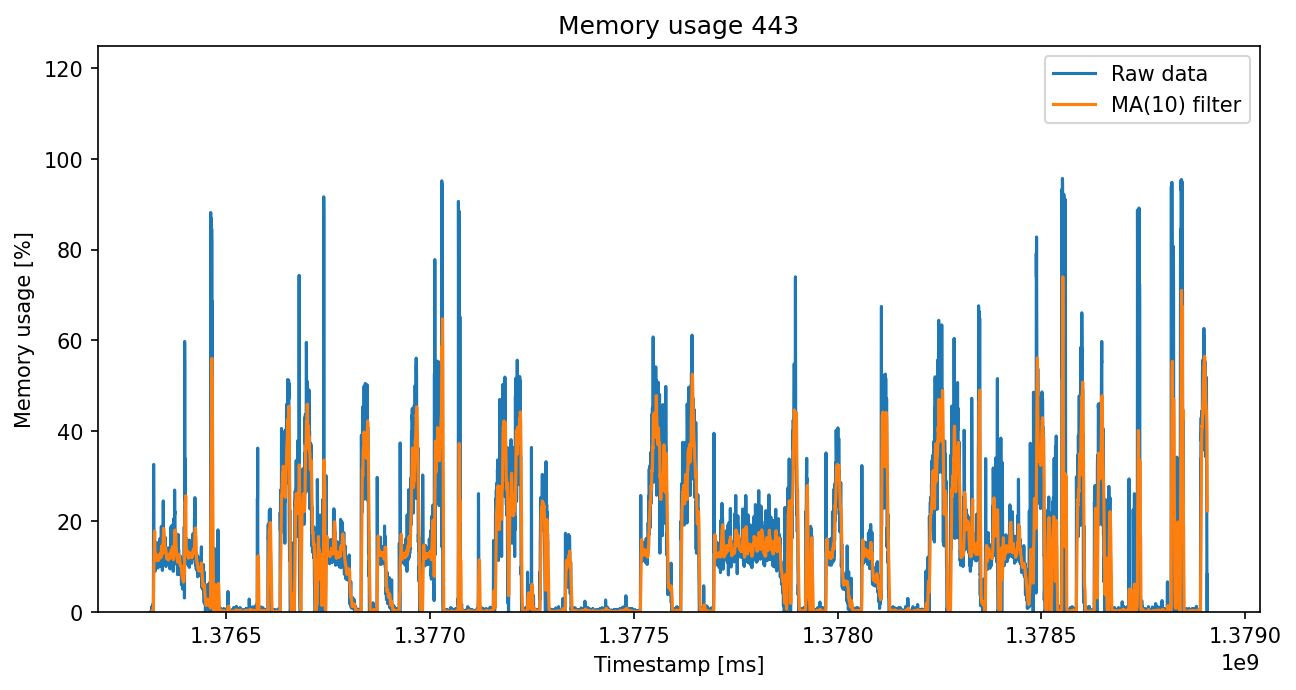 Memory usage 443
Raw data
MA(10) filter
Memory usage [%]
120
100
80
60
40
20
0
1.3765 1.3770 1.3775 1.3780 1.3785 1.3790
1e9
Timestamp [ms]